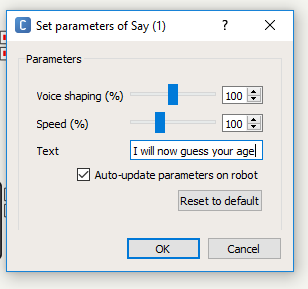 C Set parameters of Say (1) ?
Parameters
Voice shaping (%) 100
Speed (%) 100
Text I will now guess your age
Auto-update parameters on robot
Reset to default
OK Cancel